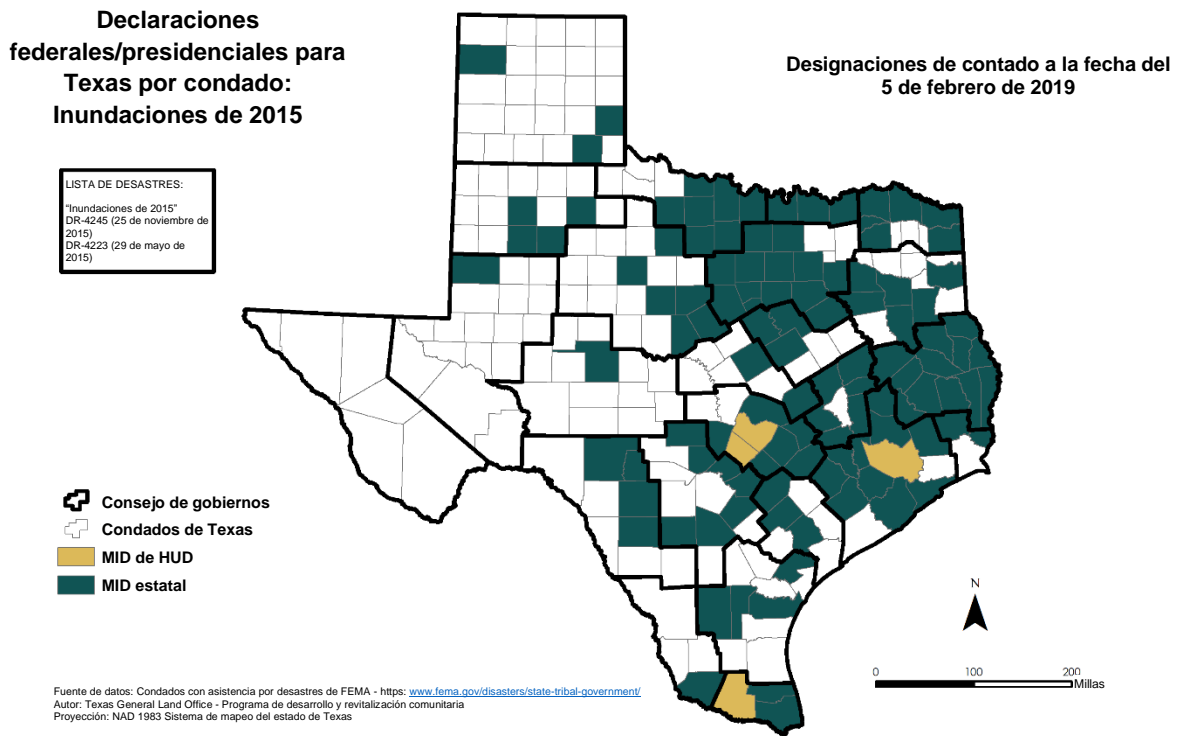 Declaraciones
federales/presidenciales para
Texas por condado:
Inundaciones de 2015
Designaciones de contado a la fecha del
5 de febrero de 2019
LISTA DE DESASTRES:
"Inundaciones de 2015"
DR-4245 (25 de noviembre de
2015)
DR-4223 (29 de mayo de
2015)
Consejo de gobiernos
Condados de Texas
MID de HUD
MID estatal
N
0 100 200
Millas
Fuente de datos: Condados con asistencia por desastres de FEMA - https: www.fema.gov/disasters/state-tribal-government/
Autor: Texas General Land Office - Programa de desarrollo y revitalización comunitaria
Proyección: NAD 1983 Sistema de mapeo del estado de Texas